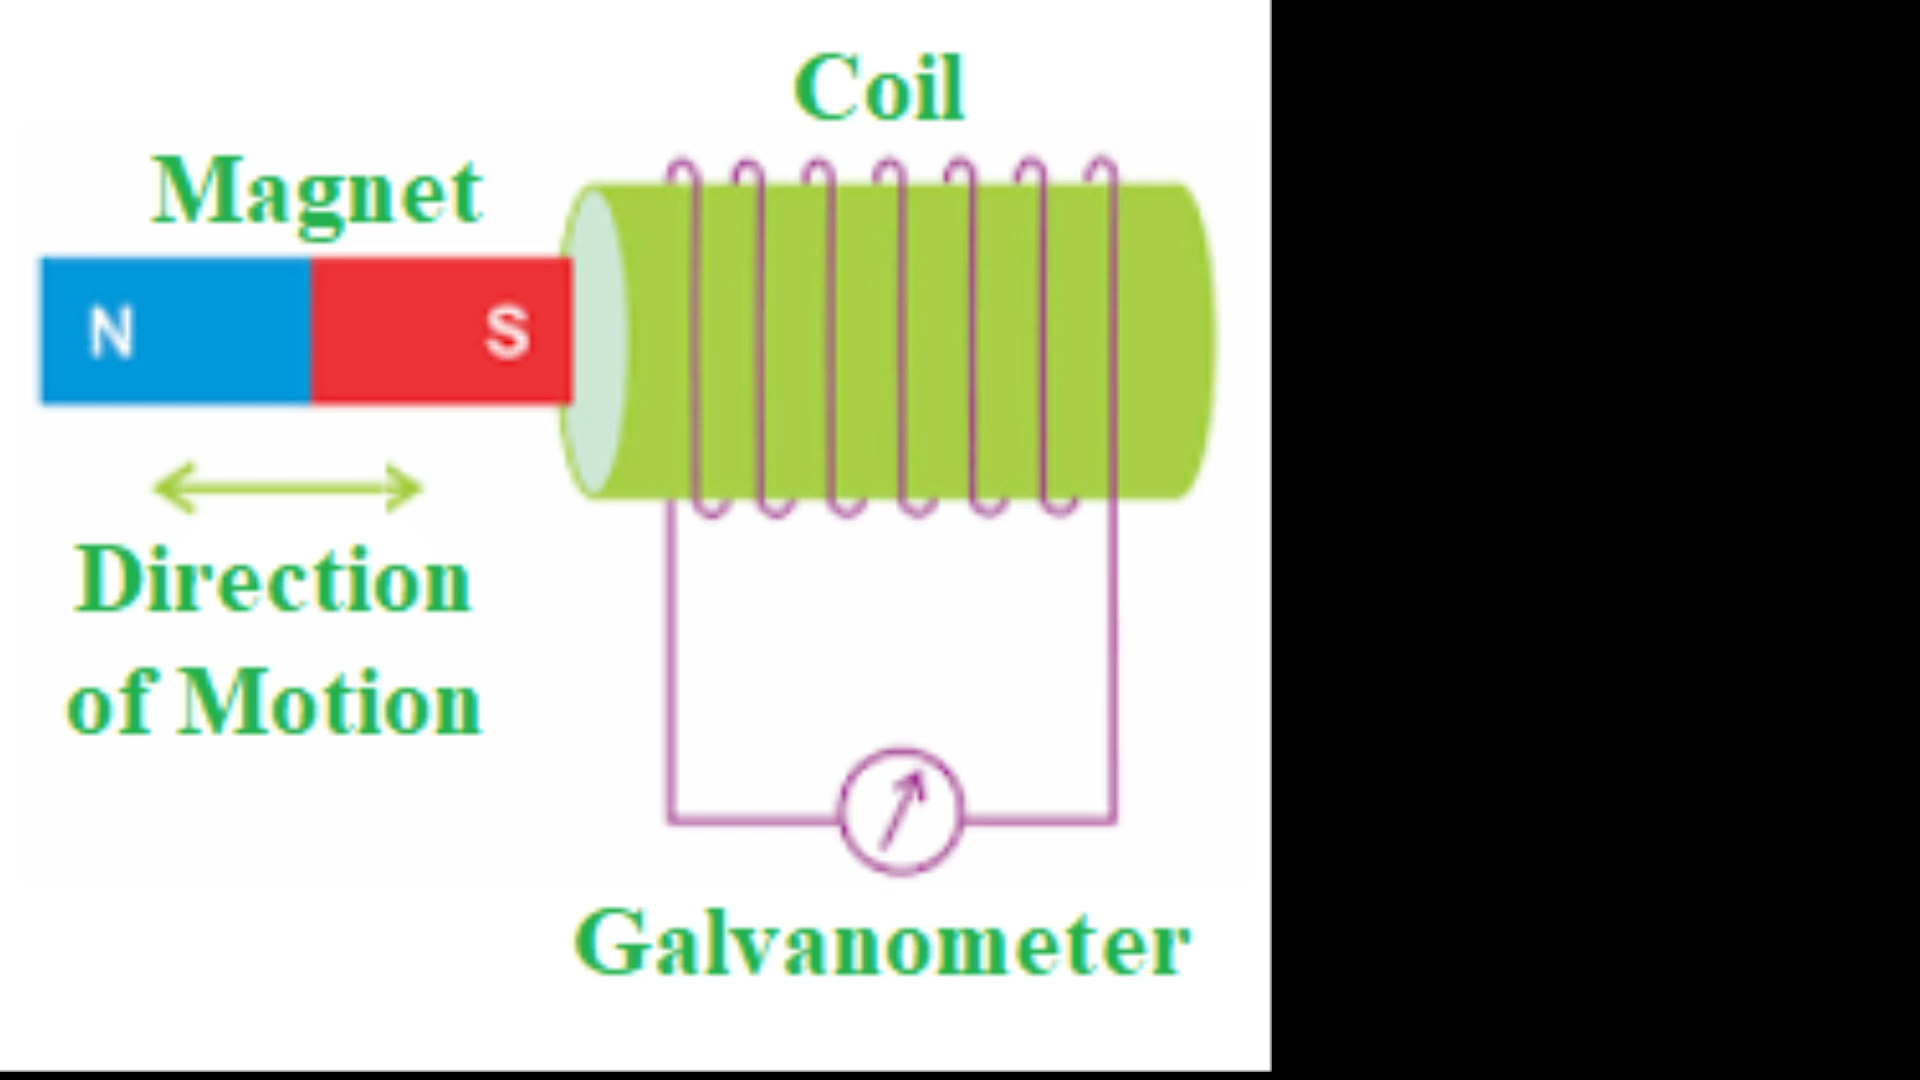 Coil
Magnet
N S
Direction
of Motion
Galvanometer